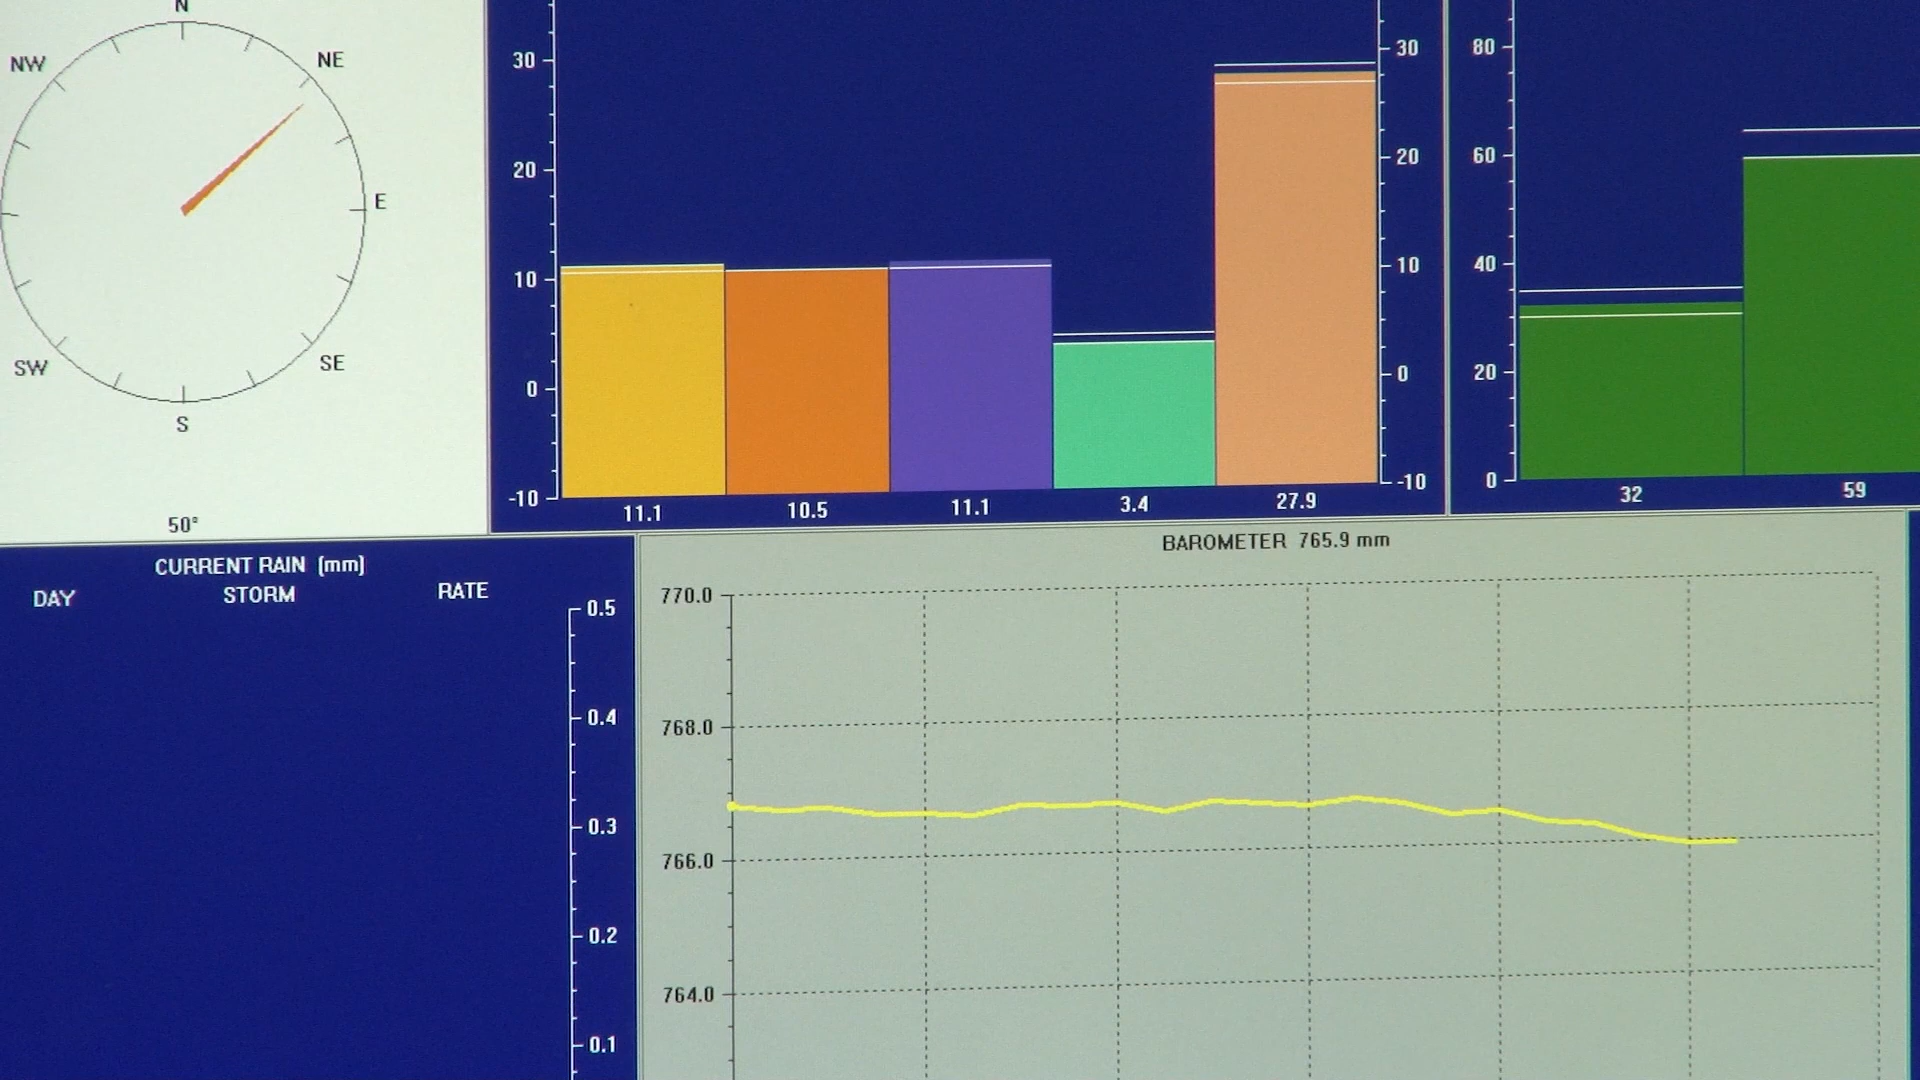 N
NW
NE
E
SW
SE
S
50°
30
20
10
0
-10
11.1
10.5
11.1
3.4
27.9
30
20
10
0
-10
80
60
40
20
0
32
59
CURRENT RAIN (mm)
DAY
STORM
RATE
0.5
0.4
0.3
0.2
0.1
BAROMETER 765.9 mm
770.0
768.0
766.0
764.0